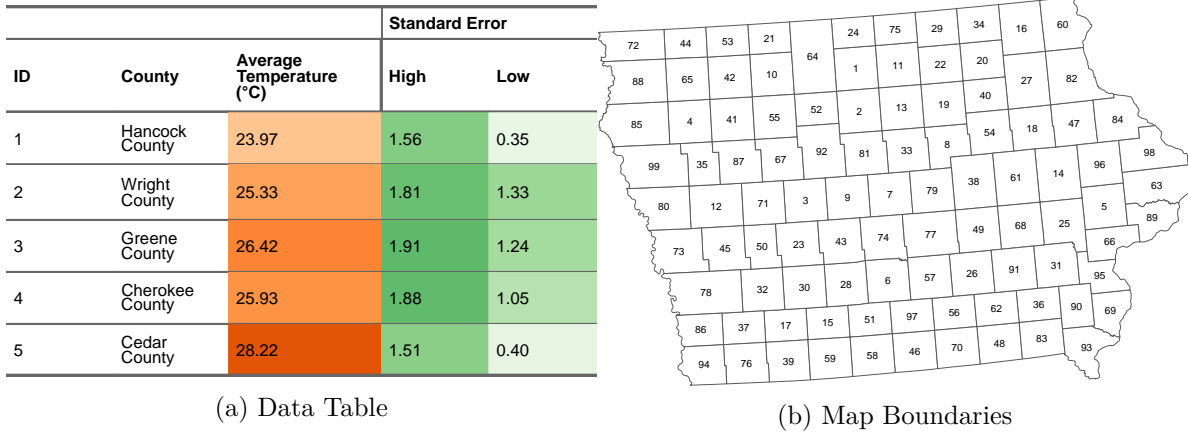 Standard Error
ID County Average Temperature (°C) High Low
1 Hancock County 23.97 1.56 0.35
2 Wright County 25.33 1.81 1.33
3 Greene County 26.42 1.91 1.24
4 Cherokee County 25.93 1.88 1.05
5 Cedar County 28.22 1.51 0.40
(a) Data Table
72 44 53 21 64 24 75 29 34 16 60
88 65 42 10 1 11 22 20 27 82
85 4 41 55 52 2 13 19 40 54 18 47 84
99 35 87 67 92 81 33 8 38 61 14 96 98
80 12 71 3 9 7 79 5 63
73 45 50 23 43 74 77 49 68 25 66 89
78 32 30 28 6 57 26 91 31 95
86 37 17 15 51 97 56 62 36 90 69
94 76 39 59 58 46 70 48 83 93
(b) Map Boundaries